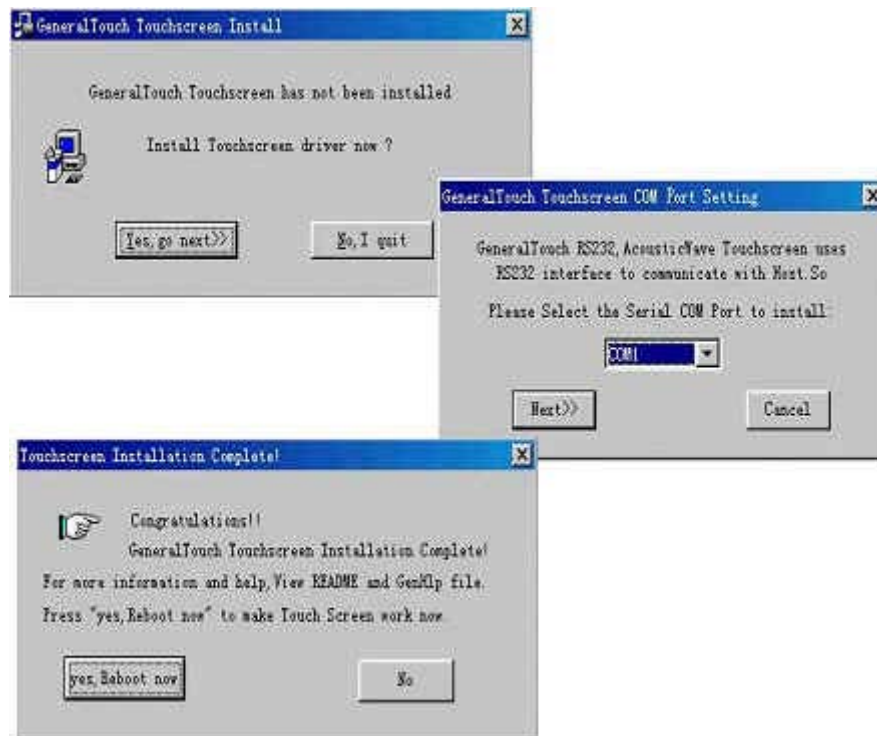 GeneralTouch Touchscreen Install
GeneralTouch Touchscreen has not been installed
Install Touchscreen driver now ?
Yes,go next>>
No,I quit
GeneralTouch Touchscreen COM Port Setting
GeneralTouch RS232,AcousticWave Touchscreen uses
RS232 interface to communicate with Host.So
Please Select the Serial COM Port to install:
COM1
Next>>
Cancel
Touchscreen Installation Complete!
Congratulations!!
GeneralTouch Touchscreen Installation Complete!
For more information and help,View README and GenHlp file.
Press "yes,Reboot now" to make Touch Screen work now.
yes,Reboot now
No